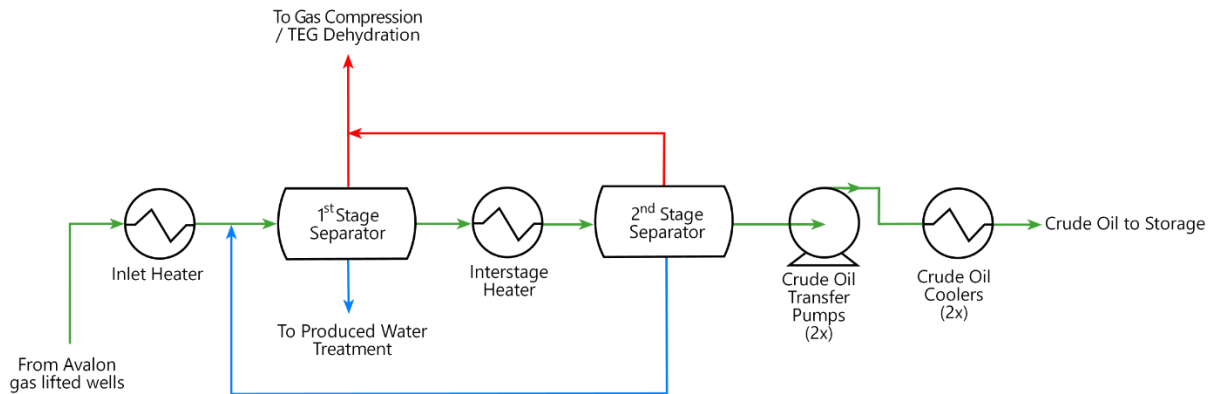 To Gas Compression
/ TEG Dehydration
1st Stage
Separator
2nd Stage
Separator
Crude Oil to Storage
Inlet Heater
Interstage
Heater
Crude Oil
Transfer
Pumps
(2x)
Crude Oil
Coolers
(2x)
To Produced Water
Treatment
From Avalon
gas lifted wells